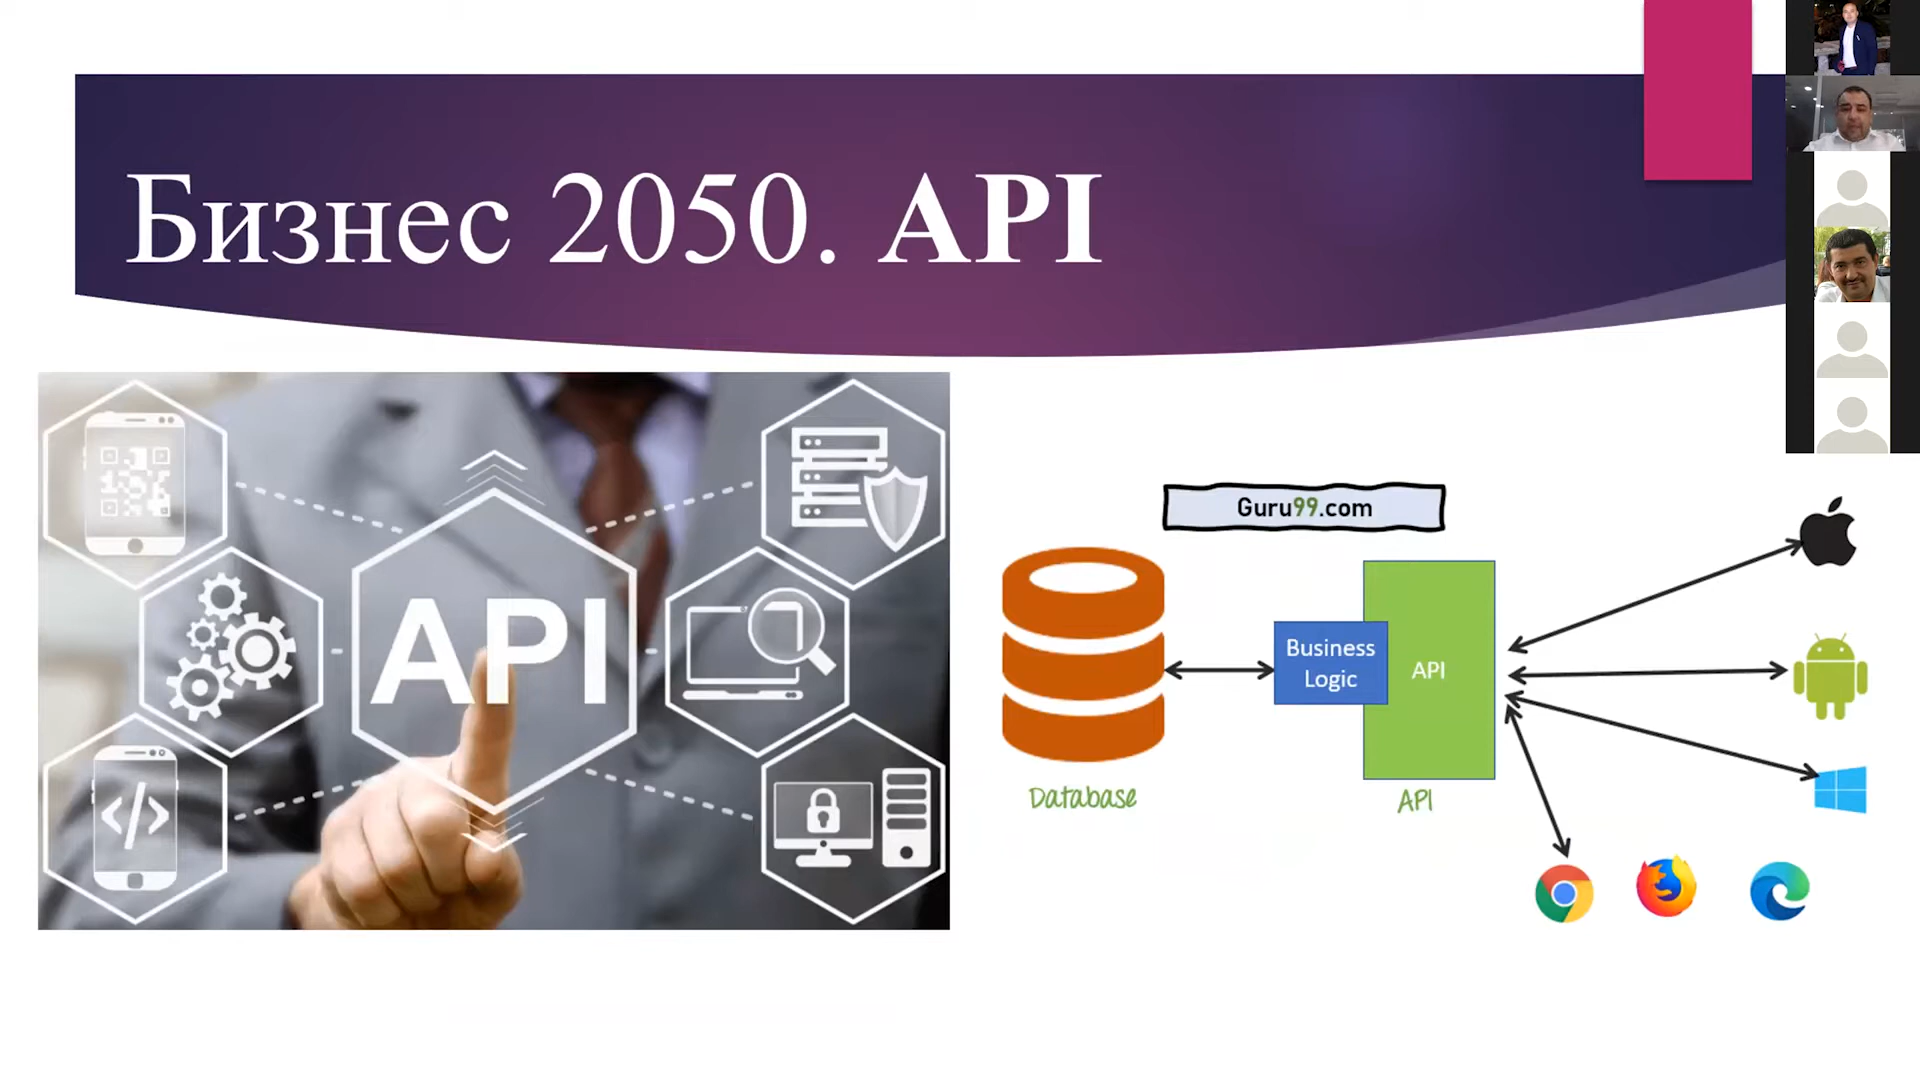 Бизнес 2050. API
API
</>
Guru99.com
Business
Logic
API
Database
API